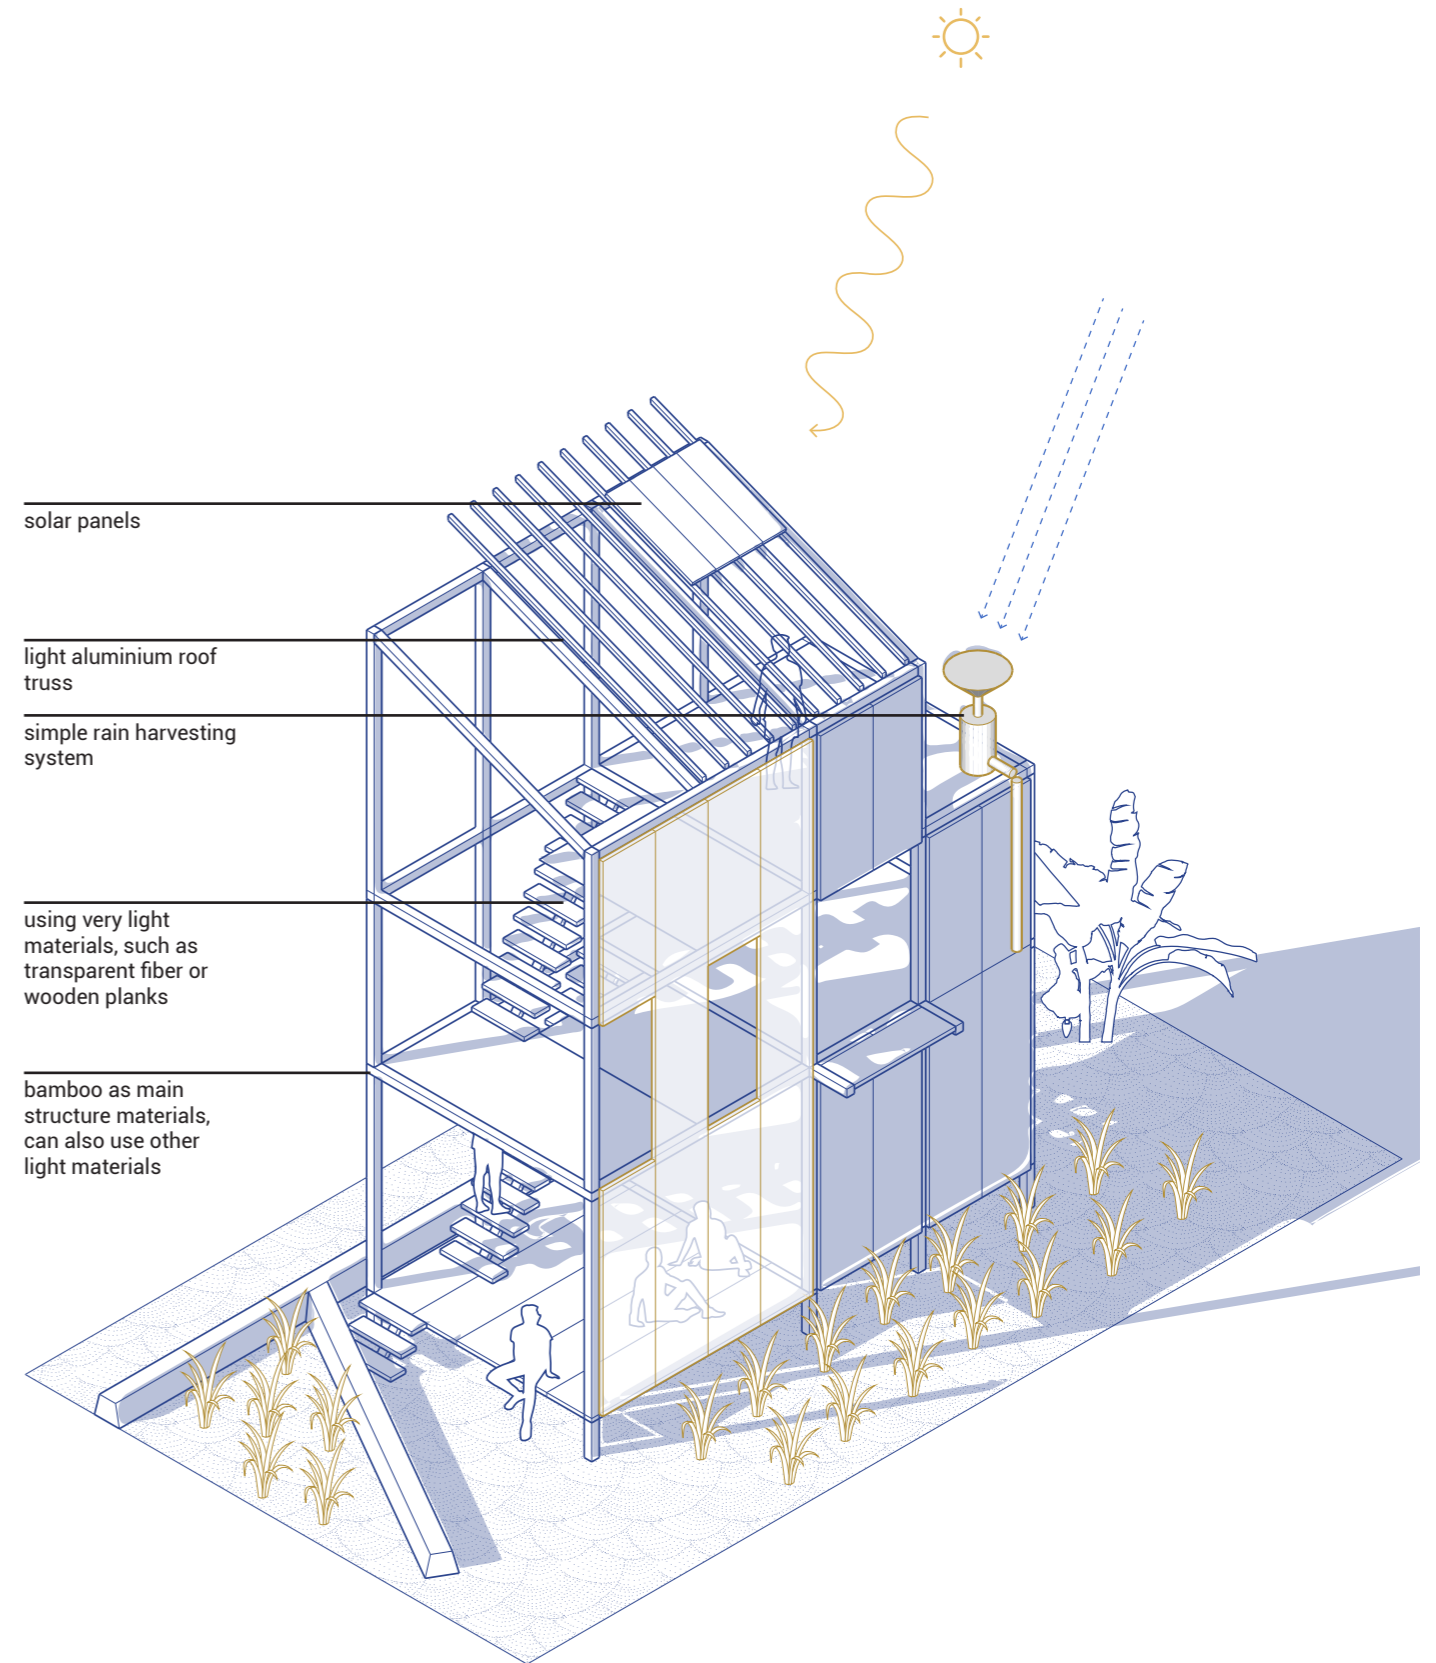 solar panels
light aluminium roof
truss
simple rain harvesting
system
using very light
materials, such as
transparent fiber or
wooden planks
bamboo as main
structure materials,
can also use other
light materials